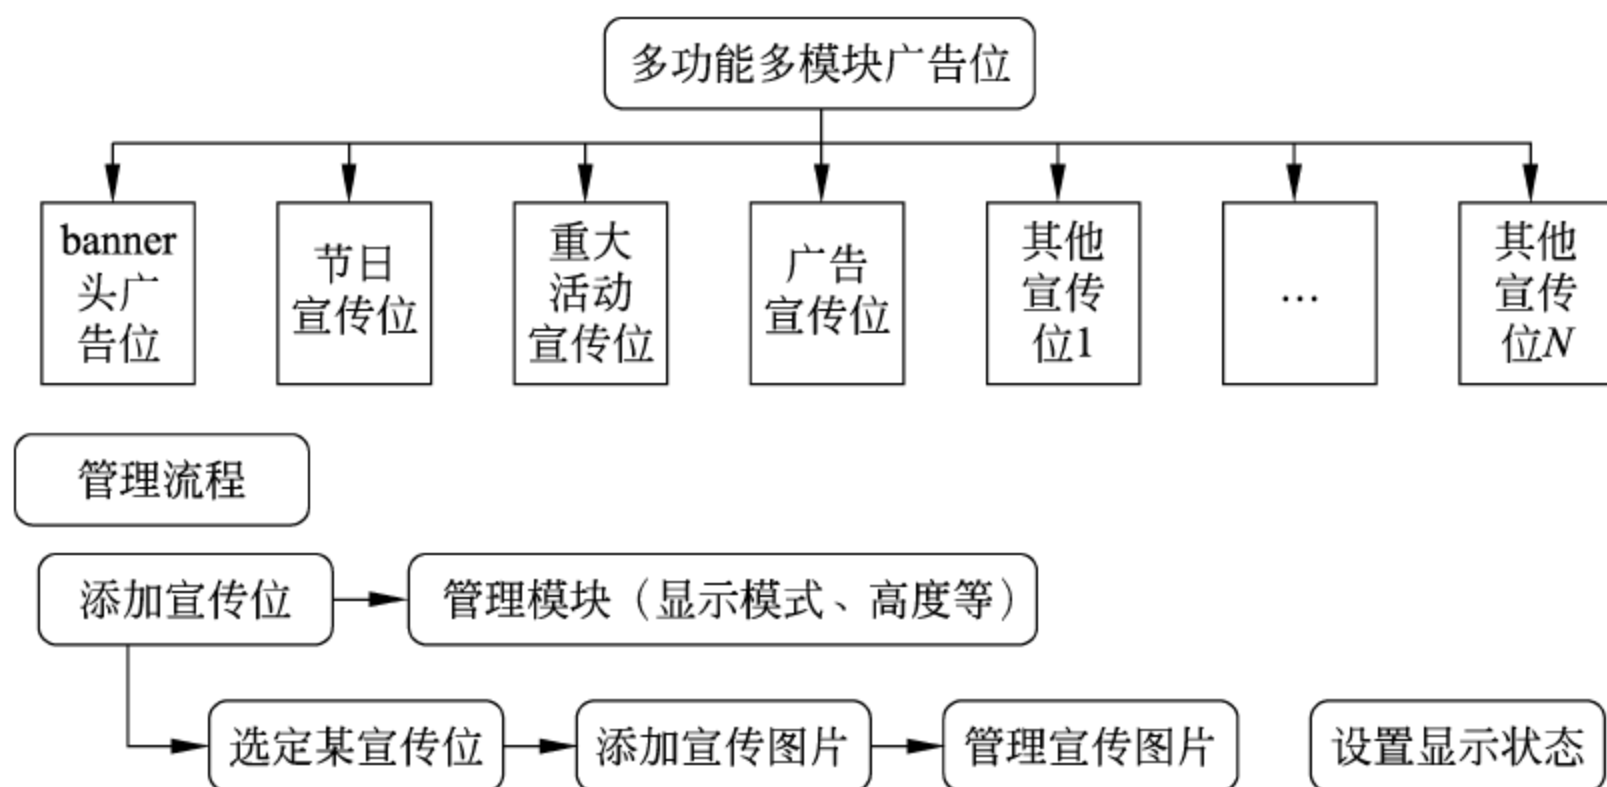 多功能多模块广告位
banner
头广
告位
节日
宣传位
重大
活动
宣传位
广告
宣传位
其他
宣传
位1
…
其他
宣传
位N
管理流程
添加宣传位
管理模块（显示模式、高度等）
选定某宣传位
添加宣传图片
管理宣传图片
设置显示状态